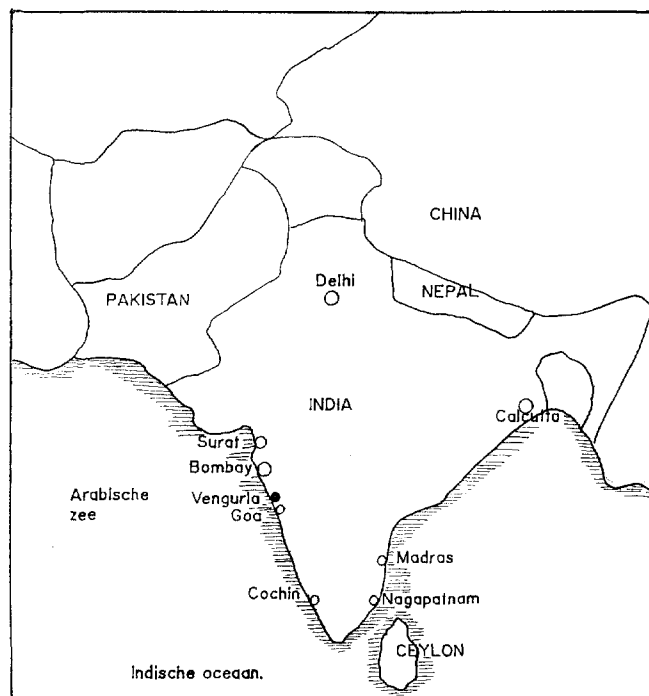 CHINA
Delhi
NEPAL
PAKISTAN
INDIA
Calcutta
Surat
Bombay
Arabische
zee
Vengurla
Goa
Madras
Cochin
Nagapatnam
CEYLON
Indische oceaan.